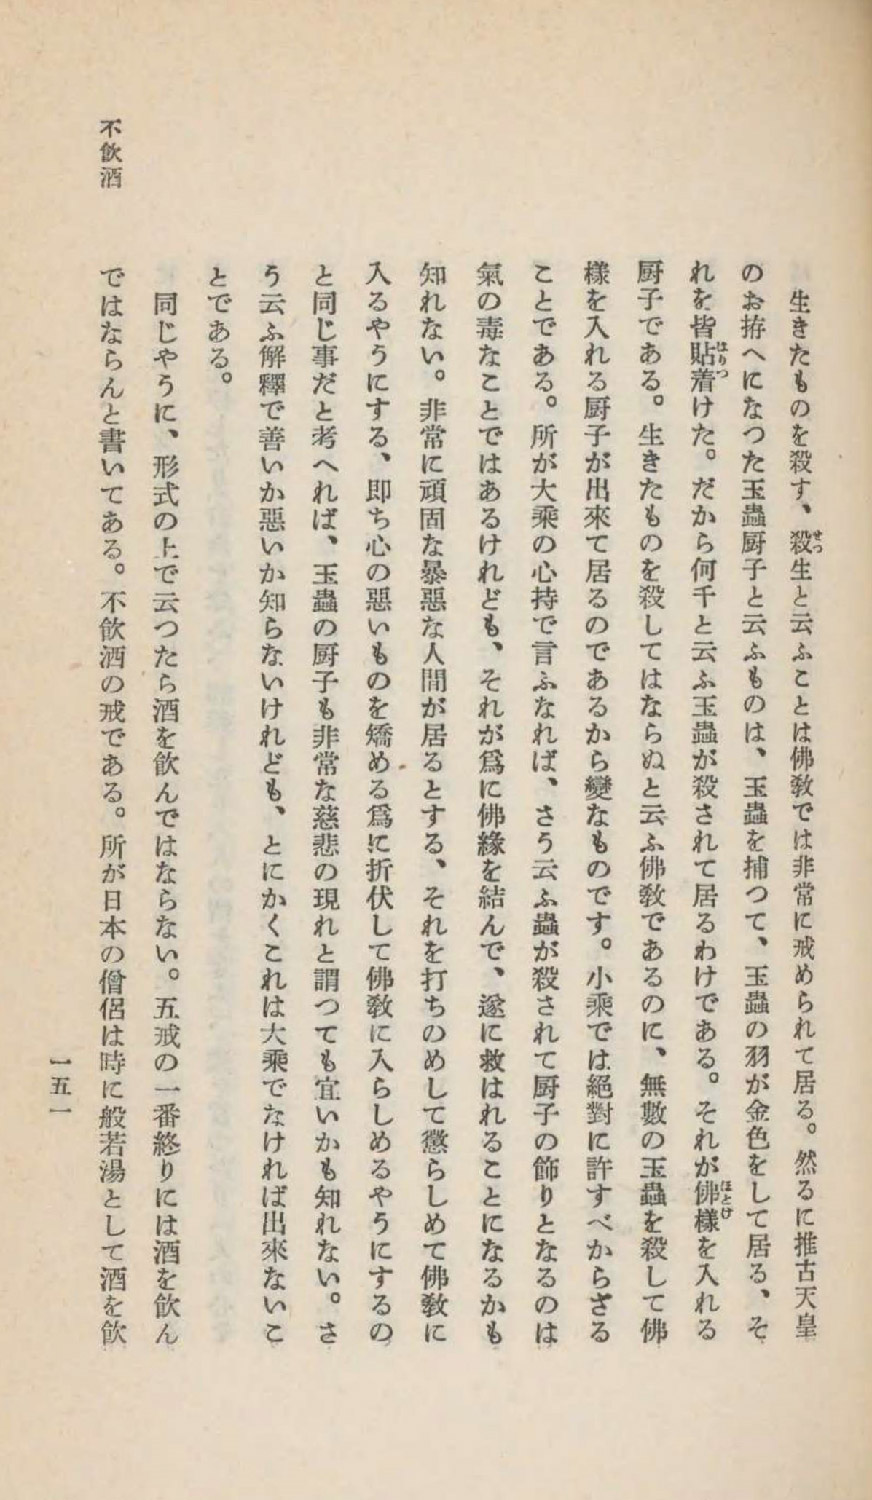 生きたものを殺す、殺生と云ふことは佛敎では非常に戒められて居る。然るに推古天皇
せつ
のお拵へになつた玉蟲厨子と云ふものは、玉蟲を捕つて、玉蟲の羽が金色をして居る、そ
れを皆貼着けた。だから何千と云ふ玉蟲が殺されて居るわけである。それが佛樣を入れる
はりつ
ほとけ
厨子である。生きたものを殺してはならぬと云ふ佛敎であるのに、無數の玉蟲を殺して佛
樣を入れる厨子が出來て居るのであるから變なものです。小乘では絕對に許すべからざる
ことである。所が大乘の心持で言ふなれば、さう云ふ蟲が殺されて厨子の飾りとなるのは
氣の毒なことではあるけれども、それが爲に佛緣を結んで、遂に救はれることになるかも
知れない。非常に頑固な暴惡な人間が居るとする、それを打ちのめして懲らしめて佛敎に
入るやうにする、卽ち心の惡いものを矯める爲に折伏して佛敎に入らしめるやうにするの
と同じ事だと考へれば、玉蟲の厨子も非常な慈悲の現れと謂つても宜いかも知れない。さ
う云ふ解釋で善いか惡いか知らないけれども、とにかくこれは大乘でなければ出來ないこ
とである。
同じやうに、形式の上で云つたら酒を飮んではならない。五戒の一番終りには酒を飮ん
ではならんと書いてある。不飮酒の戒である。所が日本の僧侶は時に般若湯として酒を飮
不飮酒
一五一